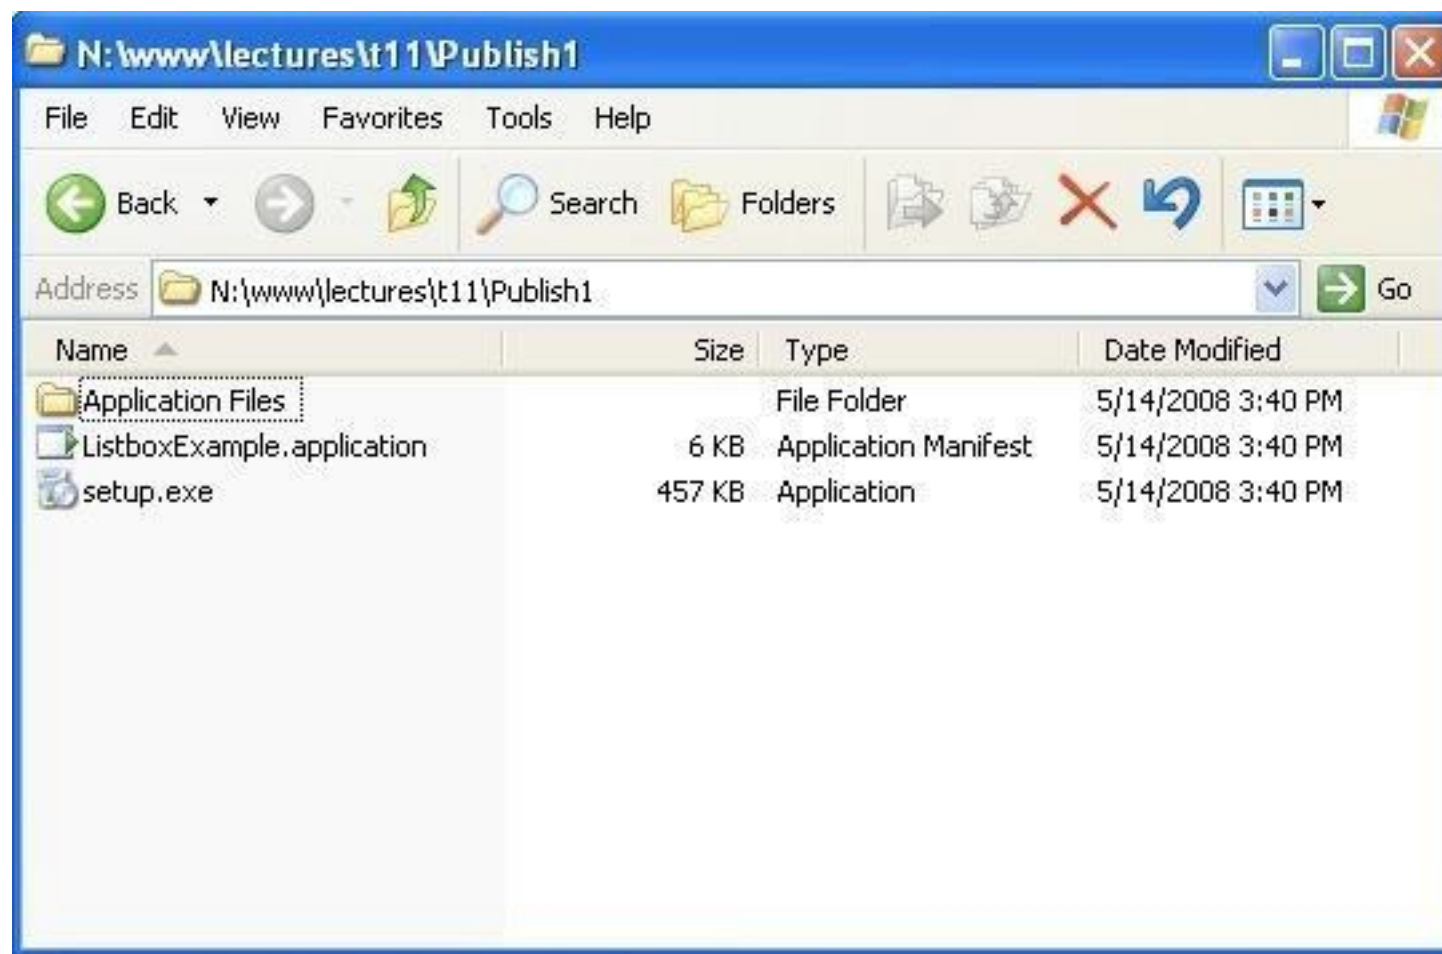 N:\www\lectures\t11\Publish1
File Edit View Favorites Tools Help
Back Search Folders
Address N:\www\lectures\t11\Publish1 Go
Name Size Type Date Modified
Application Files File Folder 5/14/2008 3:40 PM
ListboxExample.application 6 KB Application Manifest 5/14/2008 3:40 PM
setup.exe 457 KB Application 5/14/2008 3:40 PM